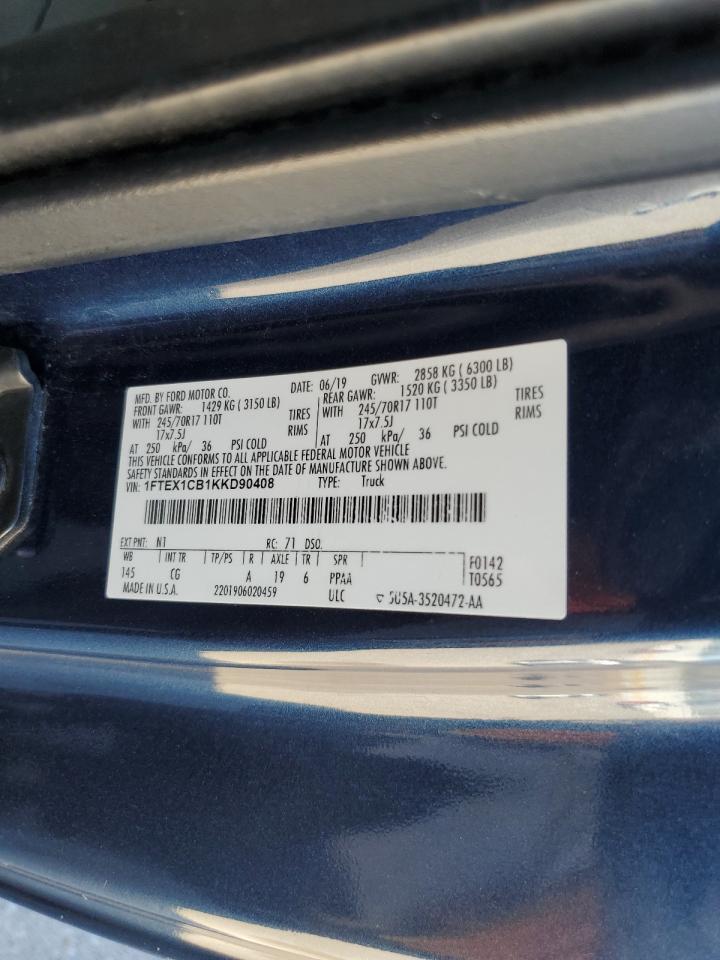 MFD. BY FORD MOTOR CO. DATE: 06/19 GVWR: 2858 KG ( 6300 LB)
FRONT GAWR: 1429 KG ( 3150 LB) REAR GAWR: 1520 KG ( 3350 LB)
WITH 245/70R17 110T TIRES WITH 245/70R17 110T TIRES
17x7.5J RIMS 17x7.5J RIMS
AT 250 kPa/ 36 PSI COLD AT 250 kPa/ 36 PSI COLD
THIS VEHICLE CONFORMS TO ALL APPLICABLE FEDERAL MOTOR VEHICLE
SAFETY STANDARDS IN EFFECT ON THE DATE OF MANUFACTURE SHOWN ABOVE.
VIN: 1FTEX1CB1KKD90408 TYPE: Truck
EXT PNT: N1 RC: 71 DSO:
WB INT TR TP/PS R AXLE TR SPR F0142
145 CG A 19 6 PPAA T0565
MADE IN U.S.A. 2201906020459 ULC 5U5A-3520472-AA